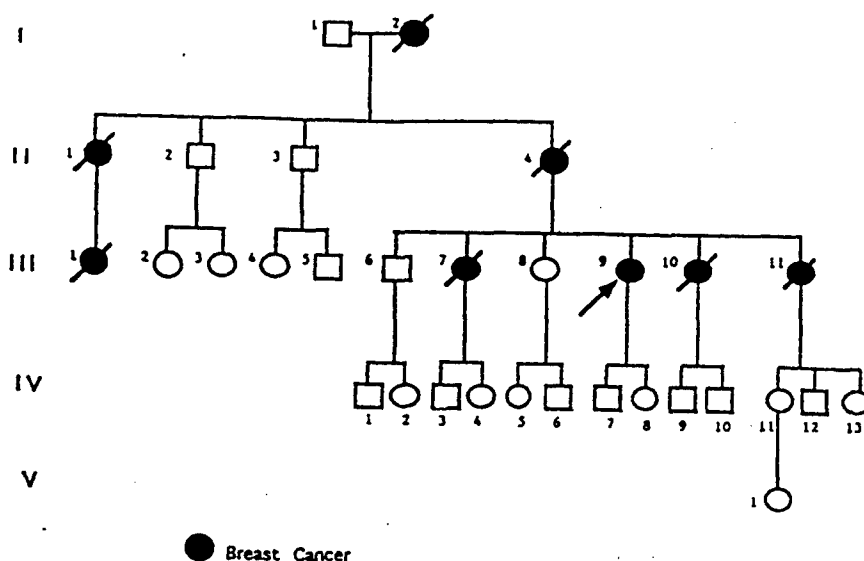 I 1 2
II 1 2 3 4
III 1 2 3 4 5 6 7 8 9 10 11
IV 1 2 3 4 5 6 7 8 9 10 11 12 13
V 1
Breast Cancer